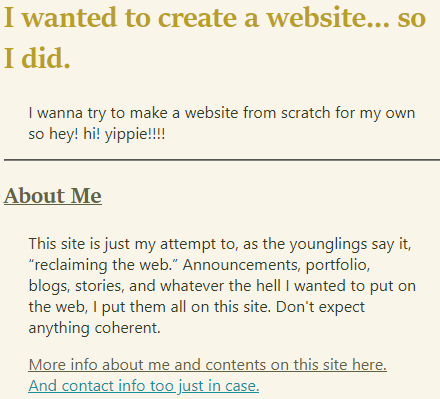 I wanted to create a website... so
I did.
I wanna try to make a website from scratch for my own
so hey! hi! yippie!!!!
About Me
This site is just my attempt to, as the younglings say it,
“reclaiming the web.” Announcements, portfolio,
blogs, stories, and whatever the hell I wanted to put on
the web, I put them all on this site. Don't expect
anything coherent.
More info about me and contents on this site here.
And contact info too just in case.